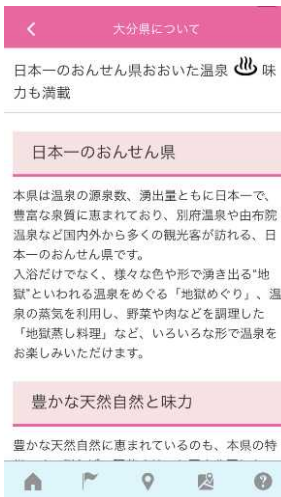 大分県について
日本一のおんせん県おおいた温泉♨味
力も満載
日本一のおんせん県
本県は温泉の源泉数、湧出量ともに日本一で、
豊富な泉質に恵まれており、別府温泉や由布院
温泉など国内外から多くの観光客が訪れる、日
本一のおんせん県です。
入浴だけでなく、様々な色や形で湧き出る“地
獄”といわれる温泉をめぐる「地獄めぐり」、温
泉の蒸気を利用し、野菜や肉などを調理した
「地獄蒸し料理」など、いろいろな形で温泉を
お楽しみいただけます。
豊かな天然自然と味力
豊かな天然自然に恵まれているのも、本県の特